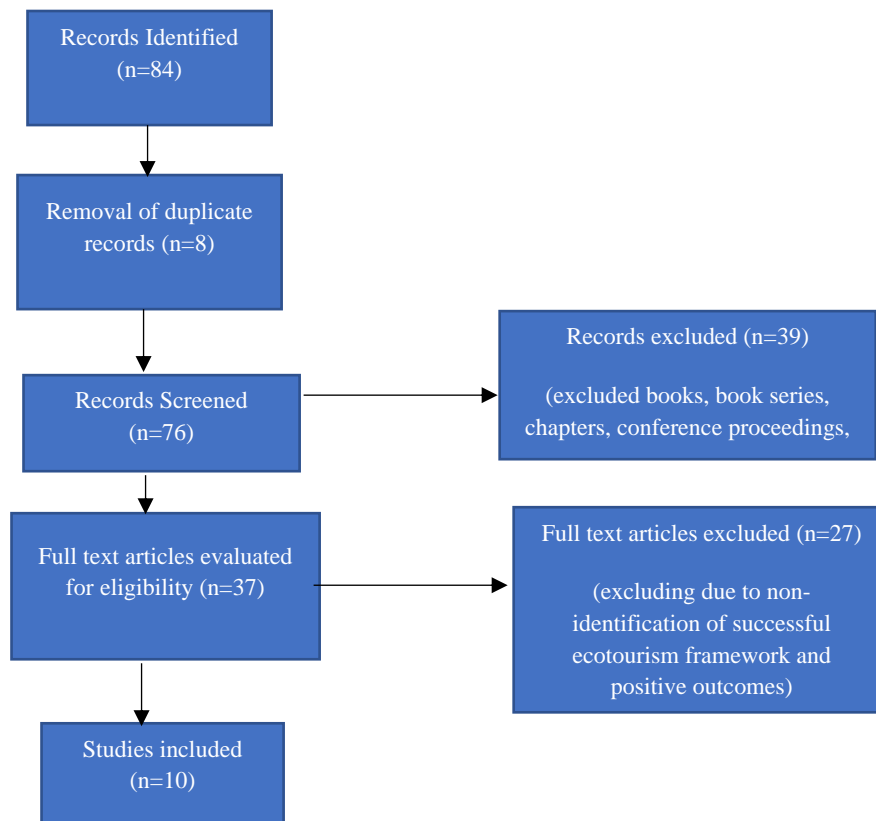 Records Identified
(n=84)
Removal of duplicate
records (n=8)
Records excluded (n=39)
(excluded books, book series,
chapters, conference proceedings,
Records Screened
(n=76)
Full text articles evaluated
for eligibility (n=37)
Full text articles excluded (n=27)
(excluding due to non-
identification of successful
ecotourism framework and
positive outcomes)
Studies included
(n=10)